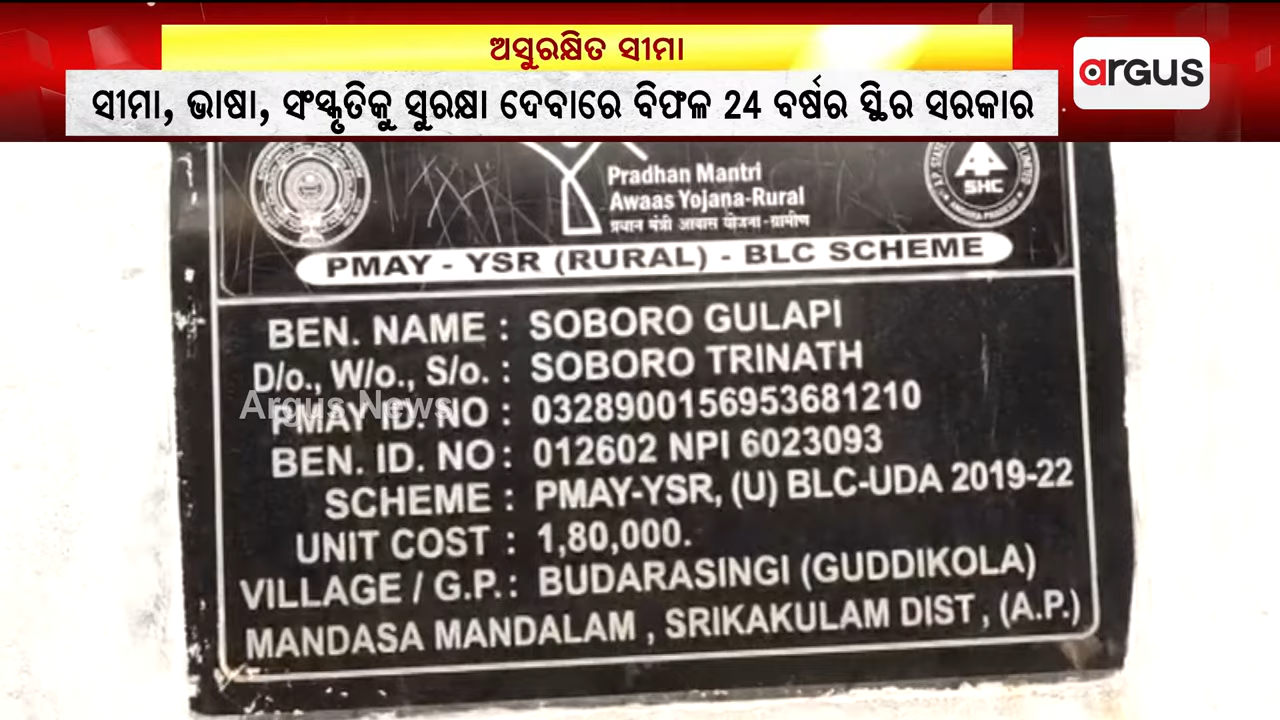 ଅସୁରକ୍ଷିତ ସୀମା
argus
ସୀମା, ଭାଷା, ସଂସ୍କୃତିକୁ ସୁରକ୍ଷା ଦେବାରେ ବିଫଳ 24 ବର୍ଷର ସ୍ଥିର ସରକାର
Pradhan Mantri
Awaas Yojana-Rural
प्रधान मंत्री आवास योजना-ग्रामीण
SHC
PMAY - YSR (RURAL) - BLC SCHEME
BEN. NAME : SOBORO GULAPI
D/o., W/o., S/o. : SOBORO TRINATH
Argus News
PMAY ID. NO : 0328900156953681210
BEN. ID. NO : 012602 NPI 6023093
SCHEME : PMAY-YSR, (U) BLC-UDA 2019-22
UNIT COST : 1,80,000.
VILLAGE / G.P. : BUDARASINGI (GUDDIKOLA)
MANDASA MANDALAM , SRIKAKULAM DIST , (A.P.)